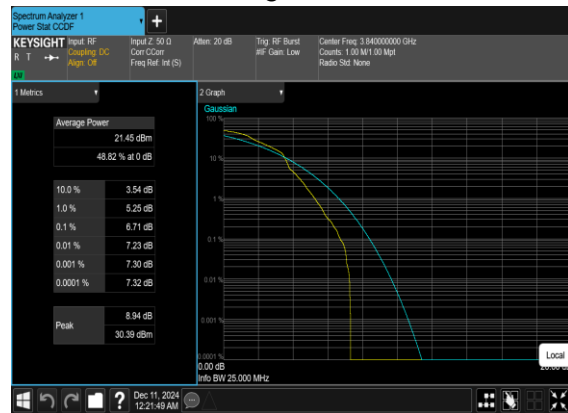 Spectrum Analyzer 1
Power Stat CCDF
KEYSIGHT
R T
LXI
Input: RF
Coupling: DC
Align: Off
Input Z: 50 Ω
Corr CCorr
Freq Ref: Int (S)
Atten: 20 dB
Trig: RF Burst
#IF Gain: Low
Center Freq: 3.840000000 GHz
Counts: 1.00 M/1.00 Mpt
Radio Std: None
1 Metrics
Average Power
21.45 dBm
48.82 % at 0 dB
10.0 % 3.54 dB
1.0 % 5.25 dB
0.1 % 6.71 dB
0.01 % 7.23 dB
0.001 % 7.30 dB
0.0001 % 7.32 dB
Peak
8.94 dB
30.39 dBm
2 Graph
Gaussian
100 %
10 %
1 %
0.1 %
0.01 %
0.001 %
0.0001 %
0.00 dB
Info BW 25.000 MHz
Local
?
Dec 11, 2024
12:21:49 AM